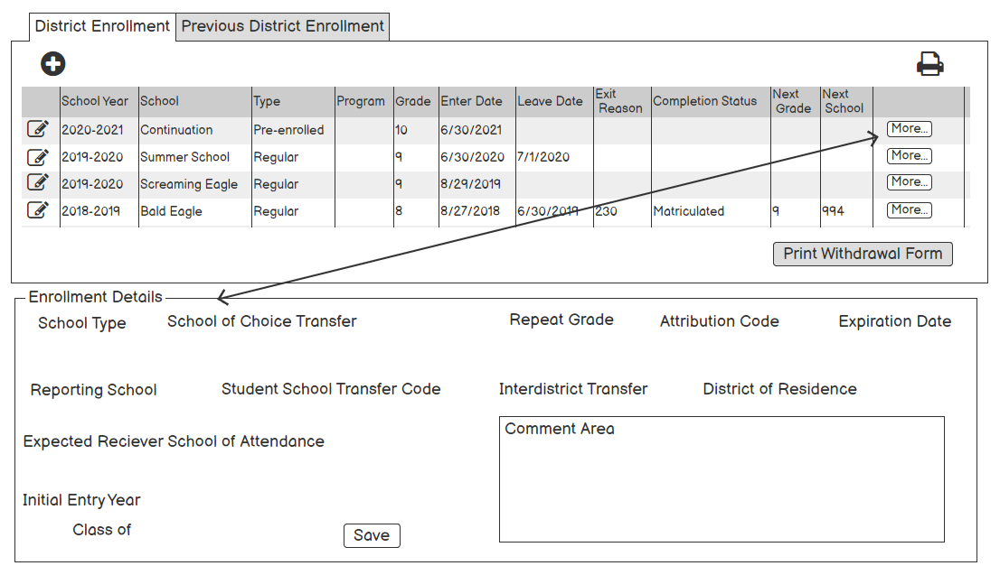 District Enrollment Previous District Enrollment
School Year School Type Program Grade Enter Date Leave Date Exit Reason Completion Status Next Grade Next School
2020-2021 Continuation Pre-enrolled 10 6/30/2021 More...
2019-2020 Summer School Regular 9 6/30/2020 7/1/2020 More...
2019-2020 Screaming Eagle Regular 9 8/29/2019 More...
2018-2019 Bald Eagle Regular 8 8/27/2018 6/30/2019 230 Matriculated 9 994 More...
Print Withdrawal Form
Enrollment Details
School Type School of Choice Transfer Repeat Grade Attribution Code Expiration Date
Reporting School Student School Transfer Code Interdistrict Transfer District of Residence
Comment Area
Expected Reciever School of Attendance
Initial Entry Year
Class of
Save